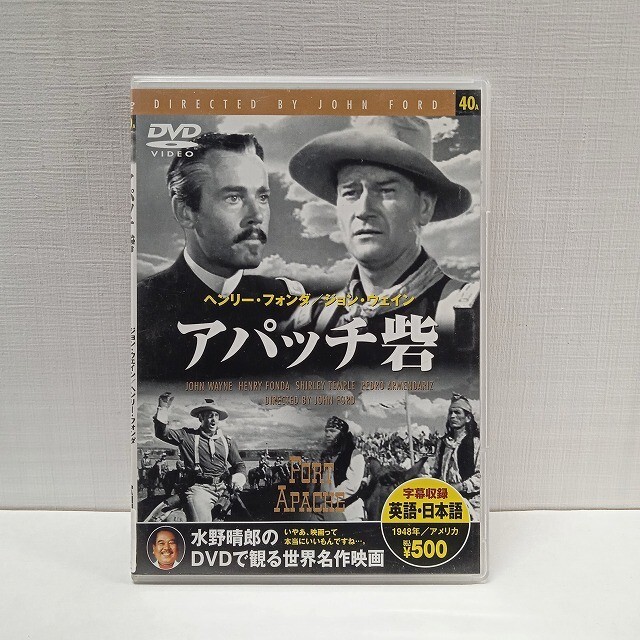 DIRECTED BY JOHN FORD
40A
DVD
VIDEO
ヘンリー・フォンダ/ジョン・ウェイン
アパッチ砦
JOHN WAYNE HENRY FONDA SHIRLEY TEMPLE PEDRO ARMENDARIZ
DIRECTED BY JOHN FORD
FORT
APACHE
字幕収録
英語・日本語
1948年/アメリカ
税込¥500
水野晴郎の
いやあ、映画って
本当にいいもんですね…。
DVDで観る世界名作映画
ジョン・ウェイン/ヘンリー・フォンダ